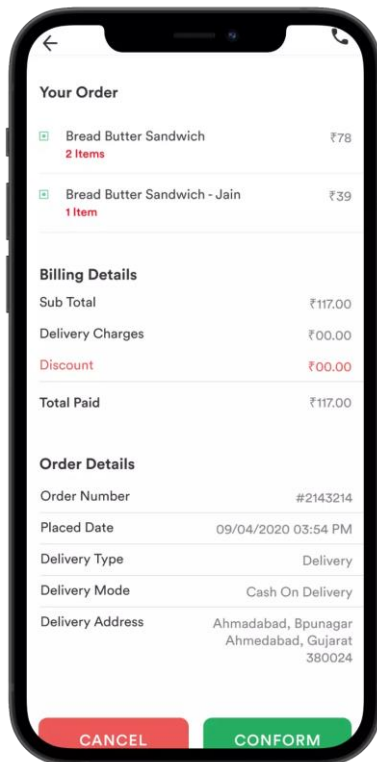 Your Order
Bread Butter Sandwich ₹78
2 Items
Bread Butter Sandwich - Jain ₹39
1 Item
Billing Details
Sub Total ₹117.00
Delivery Charges ₹00.00
Discount ₹00.00
Total Paid ₹117.00
Order Details
Order Number #2143214
Placed Date 09/04/2020 03:54 PM
Delivery Type Delivery
Delivery Mode Cash On Delivery
Delivery Address Ahmadabad, Bpunagar
Ahmedabad, Gujarat
380024
CANCEL CONFORM